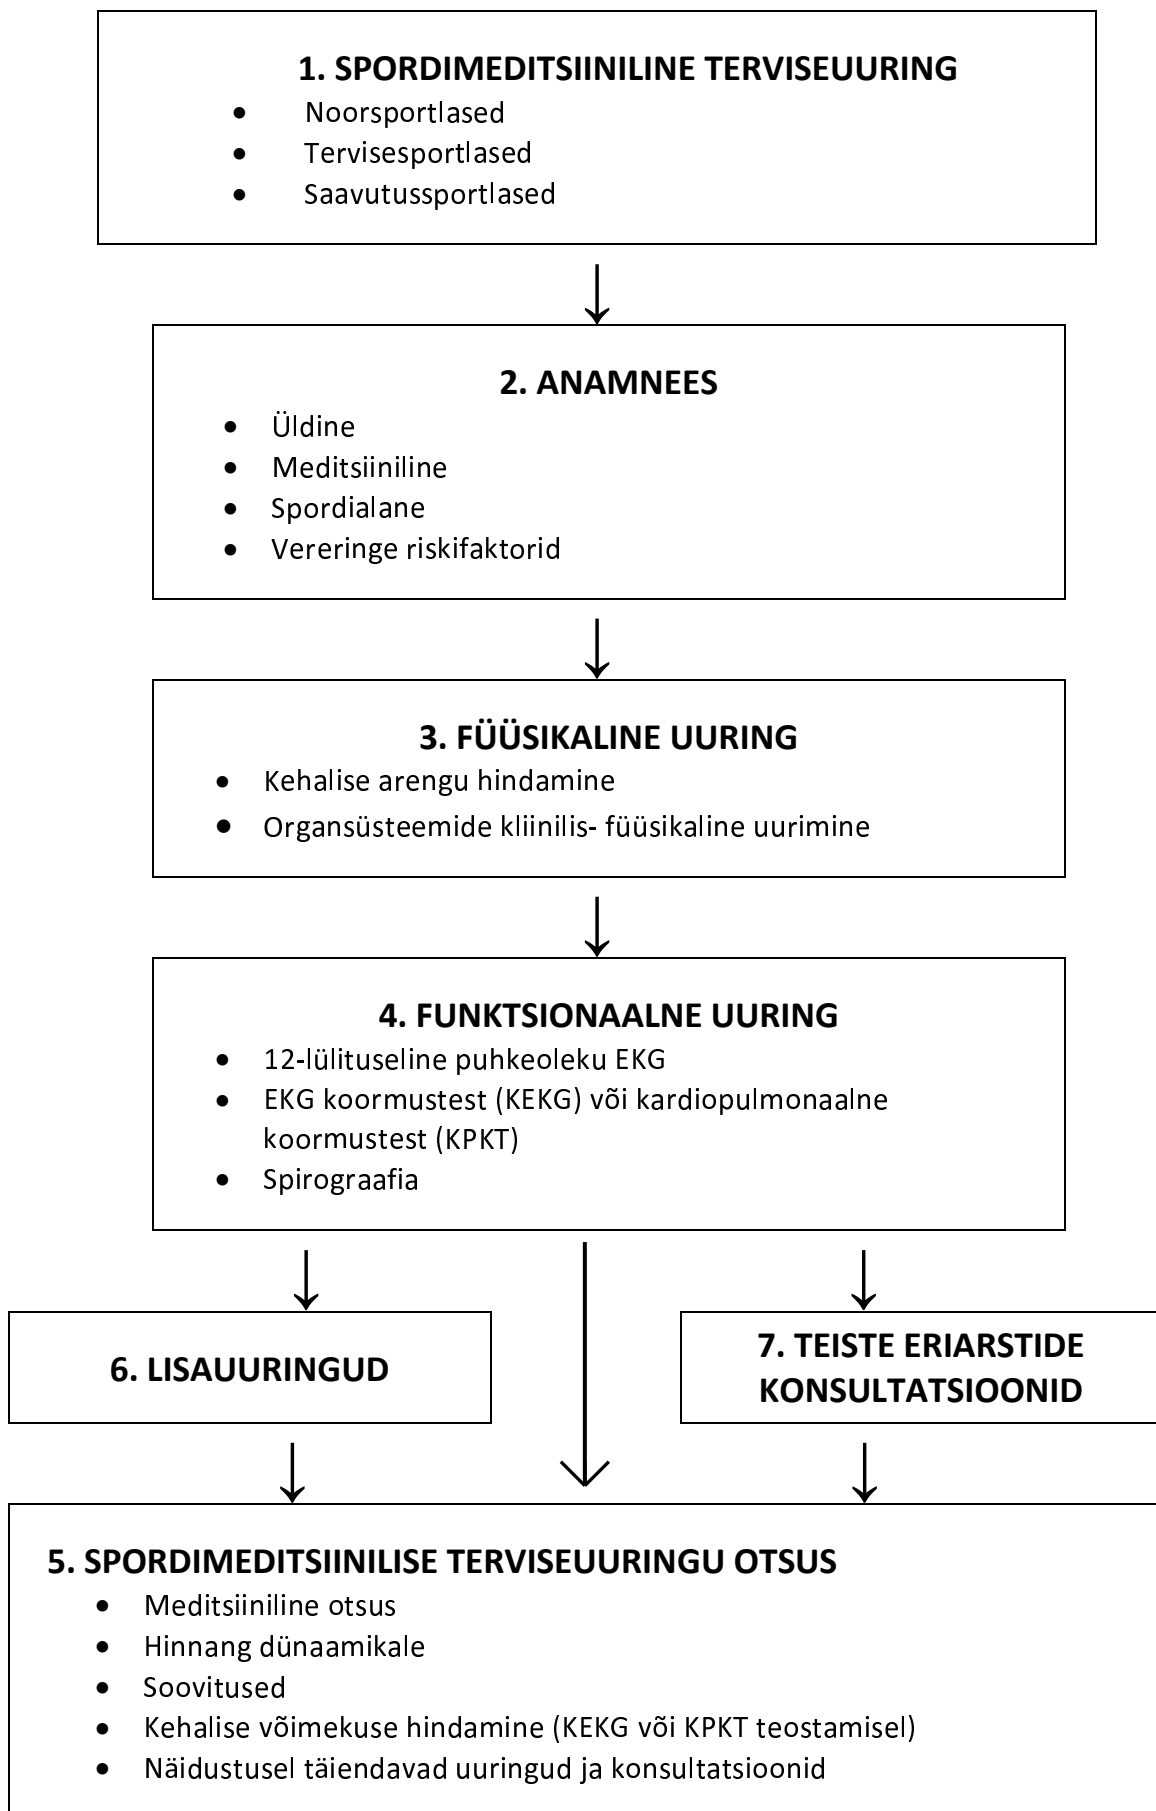 1. SPORDIMEDITSIINILINE TERVISEUURING
• Noorsportlased
• Tervisesportlased
• Saavutussportlased
2. ANAMNEES
• Üldine
• Meditsiiniline
• Spordialane
• Vereringe riskifaktorid
3. FÜÜSIKALINE UURING
• Kehalise arengu hindamine
• Organsüsteemide kliinilis- füüsikaline uurimine
4. FUNKTSIONAALNE UURING
• 12-lülituseline puhkeoleku EKG
• EKG koormustest (KEKG) või kardiopulmonaalne
koormustest (KPKT)
• Spirograafia
6. LISAUURINGUD
7. TEISTE ERIARSTIDE
KONSULTATSIOONID
5. SPORDIMEDITSIINILISE TERVISEUURINGU OTSUS
• Meditsiiniline otsus
• Hinnang dünaamikale
• Soovitused
• Kehalise võimekuse hindamine (KEKG või KPKT teostamisel)
• Näidustusel täiendavad uuringud ja konsultatsioonid